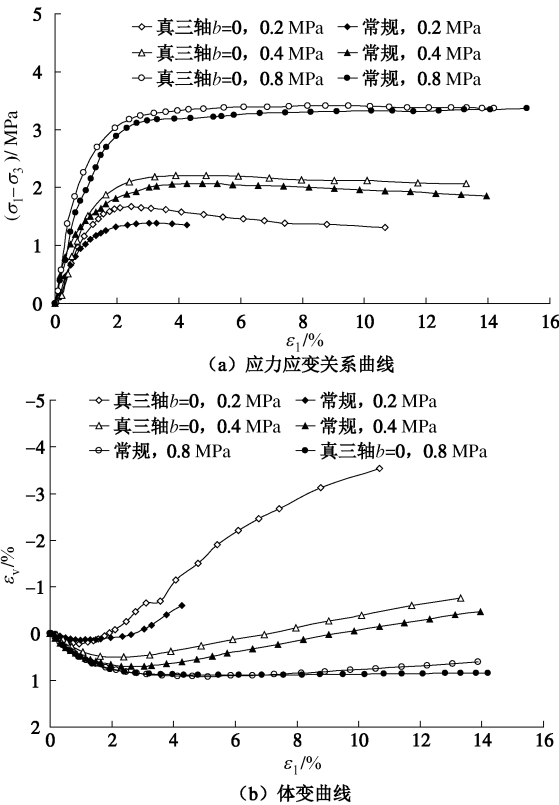 5
4
3
2
1
0
(σ₁−σ₃)/MPa
真三轴b=0，0.2 MPa 常规，0.2 MPa
真三轴b=0，0.4 MPa 常规，0.4 MPa
真三轴b=0，0.8 MPa 常规，0.8 MPa
0 2 4 6 8 10 12 14 16
ε₁/%
（a）应力应变关系曲线
-5
-4
-3
-2
-1
0
1
2
εᵥ/%
真三轴b=0，0.2 MPa 常规，0.2 MPa
真三轴b=0，0.4 MPa 常规，0.4 MPa
常规，0.8 MPa 真三轴b=0，0.8 MPa
0 2 4 6 8 10 12 14 16
ε₁/%
（b）体变曲线